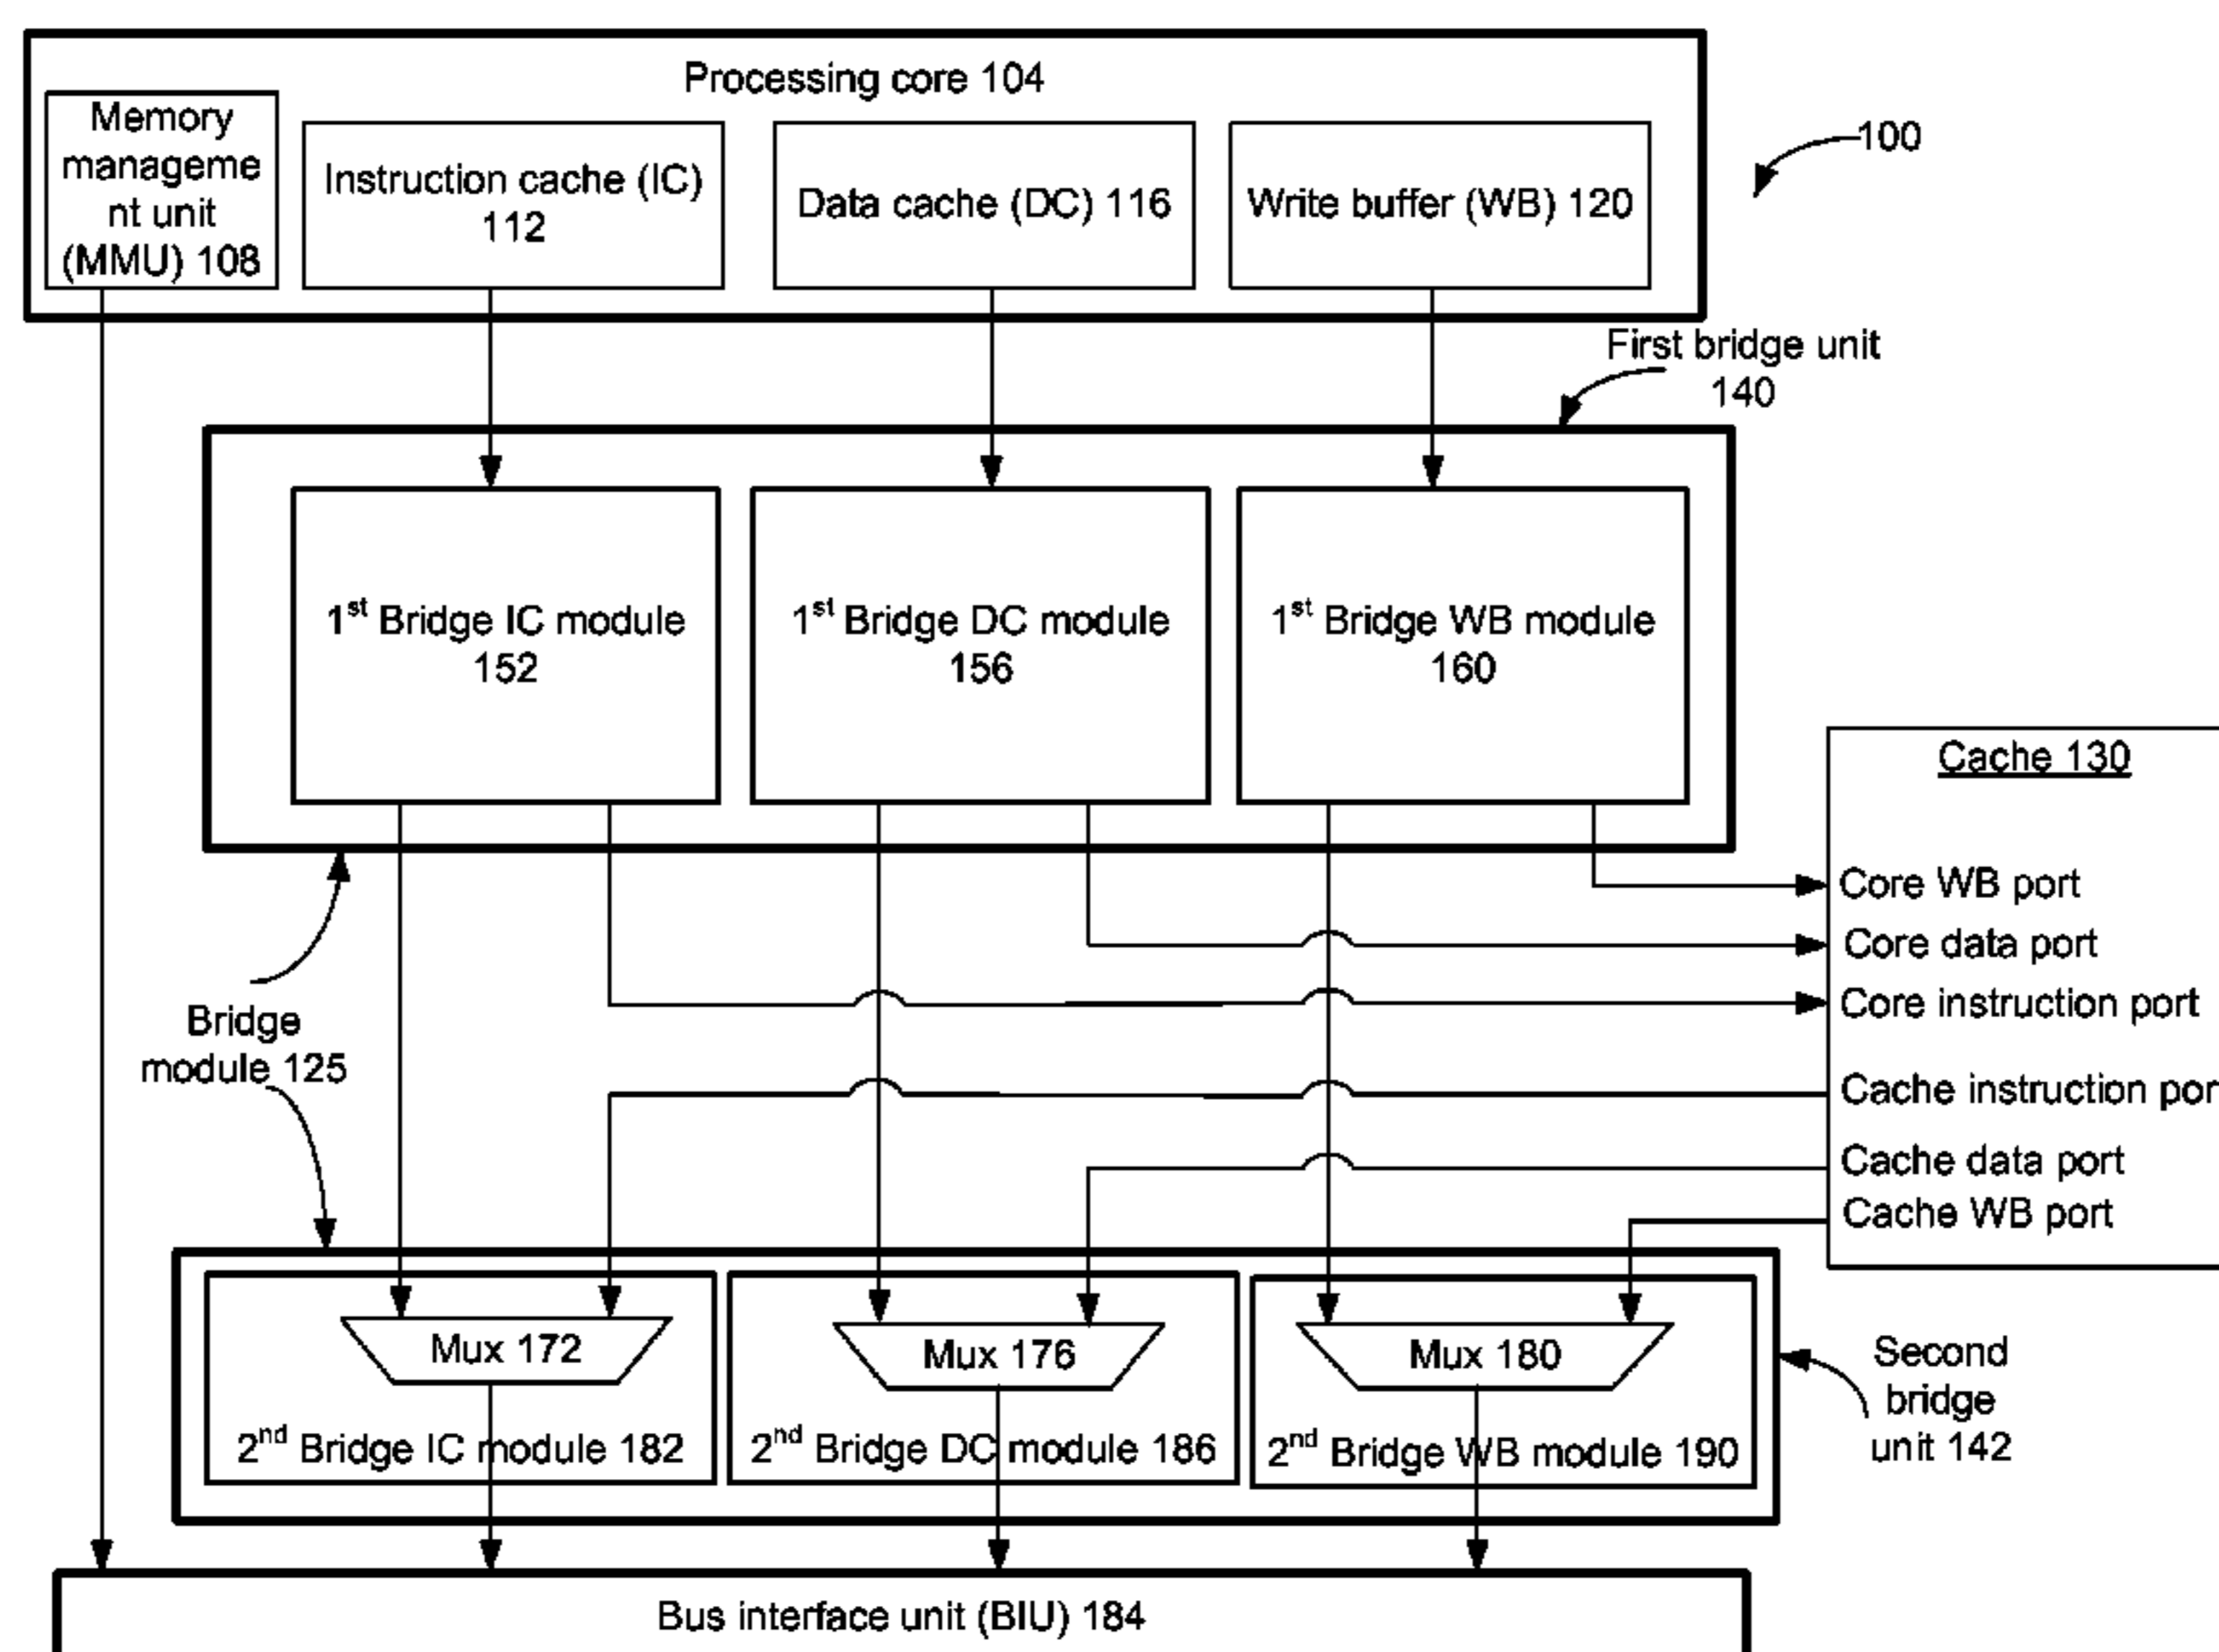 Processing core 104
Memory
manageme
nt unit
(MMU) 108
Instruction cache (IC)
112
Data cache (DC) 116
Write buffer (WB) 120
100
First bridge unit
140
1st Bridge IC module
152
1st Bridge DC module
156
1st Bridge WB module
160
Cache 130
Core WB port
Core data port
Core instruction port
Cache instruction por
Cache data port
Cache WB port
Bridge
module 125
Mux 172
2nd Bridge IC module 182
Mux 176
2nd Bridge DC module 186
Mux 180
2nd Bridge WB module 190
Second
bridge
unit 142
Bus interface unit (BIU) 184